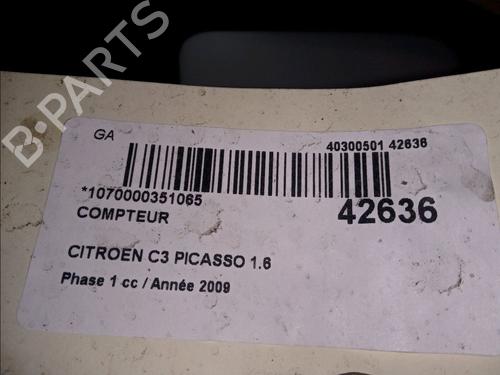 B-PARTS
GA
40300501 42636
*1070000351065
COMPTEUR
42636
CITROEN C3 PICASSO 1.6
Phase 1 cc / Année 2009